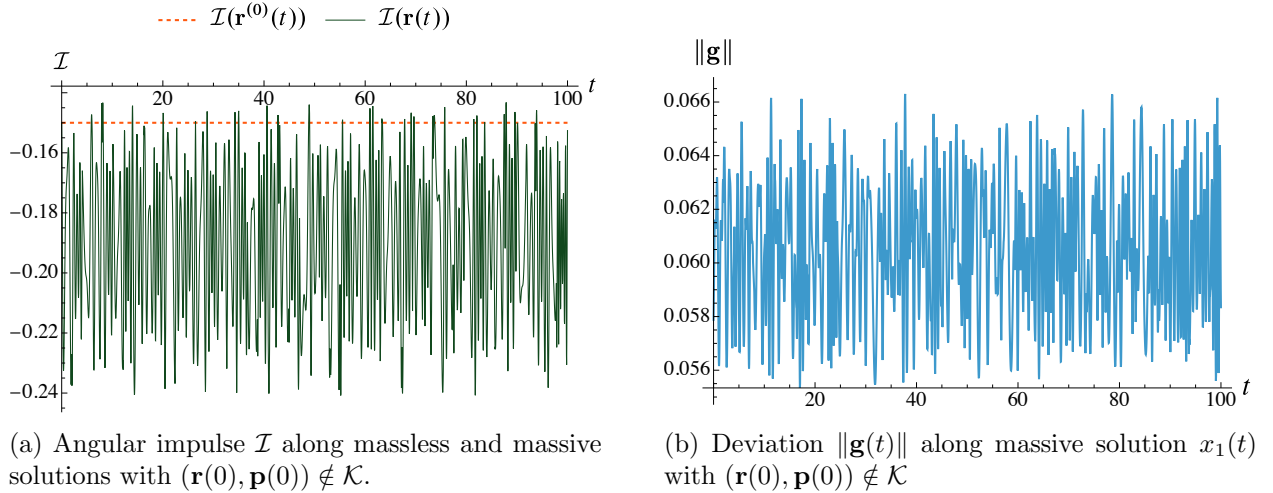 𝓘(𝐫⁽⁰⁾(t)) 𝓘(𝐫(t))
𝓘
t
20 40 60 80 100
−0.16
−0.18
−0.20
−0.22
−0.24
(a) Angular impulse 𝓘 along massless and massive
solutions with (𝐫(0), 𝐩(0)) ∉ 𝒦.
‖𝐠‖
0.066
0.064
0.062
0.060
0.058
0.056
t
20 40 60 80 100
(b) Deviation ‖𝐠(t)‖ along massive solution x₁(t)
with (𝐫(0), 𝐩(0)) ∉ 𝒦